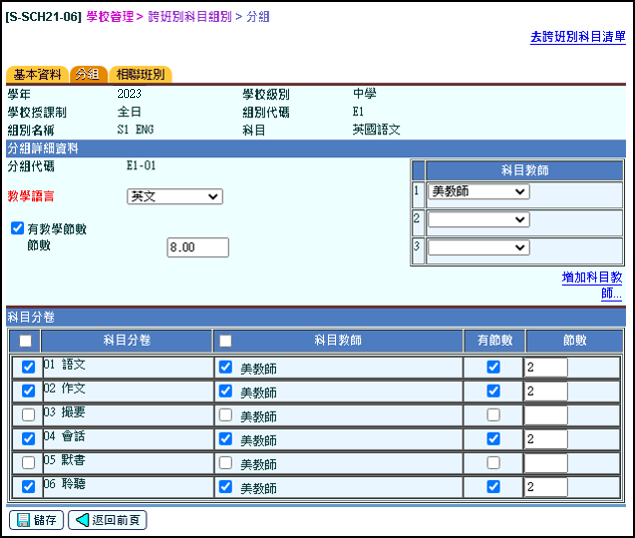 [S-SCH21-06] 學校管理> 跨班別科目組別> 分組
去跨班別科目清單
基本資料 分組 相聯班別
學年 2023 學校級別 中學
學校授課制 全日 組別代碼 E1
組別名稱 S1 ENG 科目 英國語文
分組詳細資料
分組代碼 E1-01
科目教師
教學語言 英文
1 美教師
2
3
有教學節數
節數 8.00
增加科目教
師...
科目分卷
科目分卷 科目教師 有節數 節數
01 語文 美教師 2
02 作文 美教師 2
03 撮要 美教師
04 會話 美教師 2
05 默書 美教師
06 聆聽 美教師 2
儲存 返回前頁